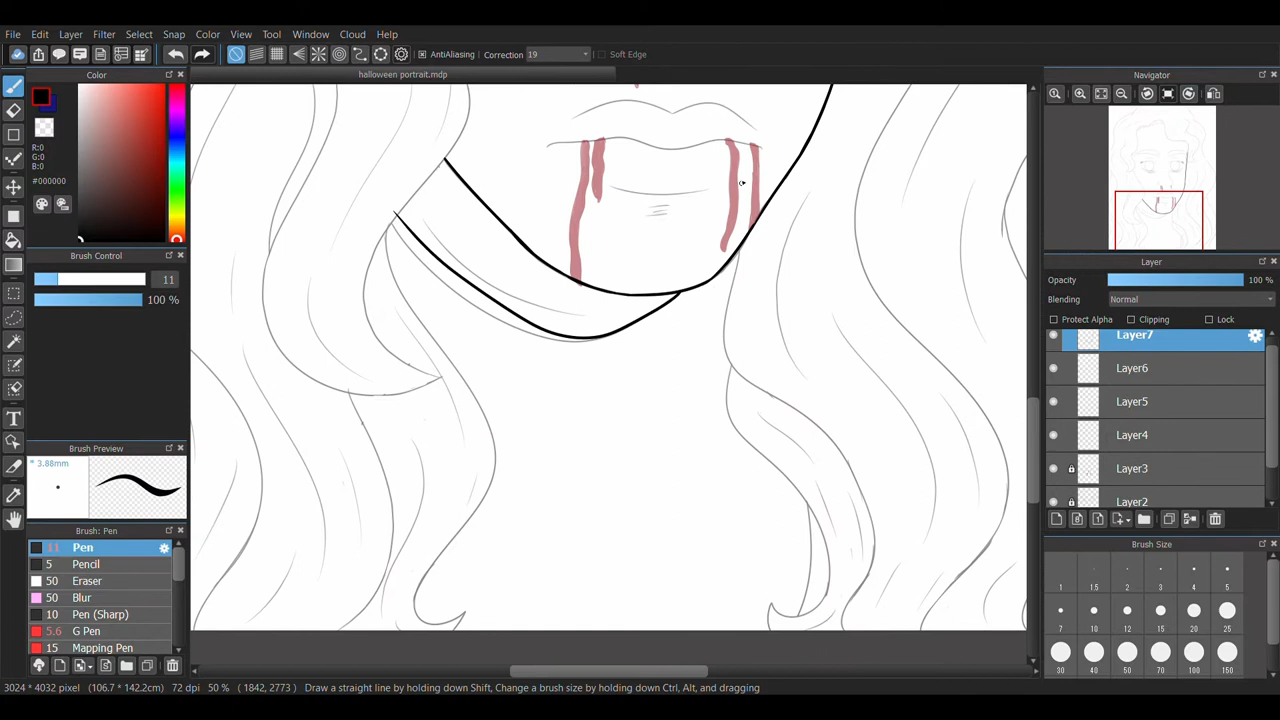 File Edit Layer Filter Select Snap Color View Tool Window Cloud Help
AntiAliasing Correction 19 Soft Edge
Color
halloween portrait.mdp
Navigator
R:0
G:0
B:0
#000000
Brush Control
11
100 %
Brush Preview
* 3.88mm
Brush: Pen
11 Pen
5 Pencil
50 Eraser
50 Blur
10 Pen (Sharp)
5.6 G Pen
15 Mapping Pen
Layer
Opacity 100 %
Blending Normal
Protect Alpha Clipping Lock
Layer7
Layer6
Layer5
Layer4
Layer3
Layer2
Brush Size
1 1.5 2 3 4 5
7 10 12 15 20 25
30 40 50 70 100 150
3024 * 4032 pixel (106.7 * 142.2cm) 72 dpi 50 % ( 1842, 2773 ) Draw a straight line by holding down Shift, Change a brush size by holding down Ctrl, Alt, and dragging